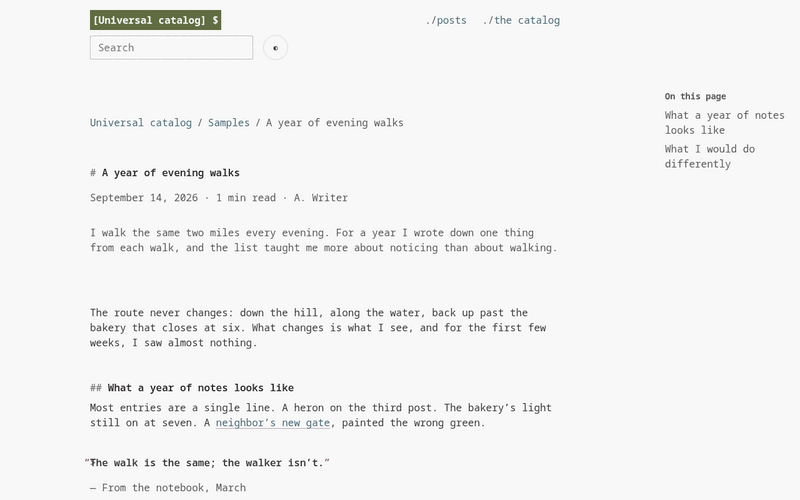 [Universal catalog] $
./posts ./the catalog
Search
On this page
What a year of notes
looks like
What I would do
differently
Universal catalog / Samples / A year of evening walks
# A year of evening walks
September 14, 2026 · 1 min read · A. Writer
I walk the same two miles every evening. For a year I wrote down one thing
from each walk, and the list taught me more about noticing than about walking.
The route never changes: down the hill, along the water, back up past the
bakery that closes at six. What changes is what I see, and for the first few
weeks, I saw almost nothing.
## What a year of notes looks like
Most entries are a single line. A heron on the third post. The bakery’s light
still on at seven. A neighbor’s new gate, painted the wrong green.
“The walk is the same; the walker isn’t.”
— From the notebook, March